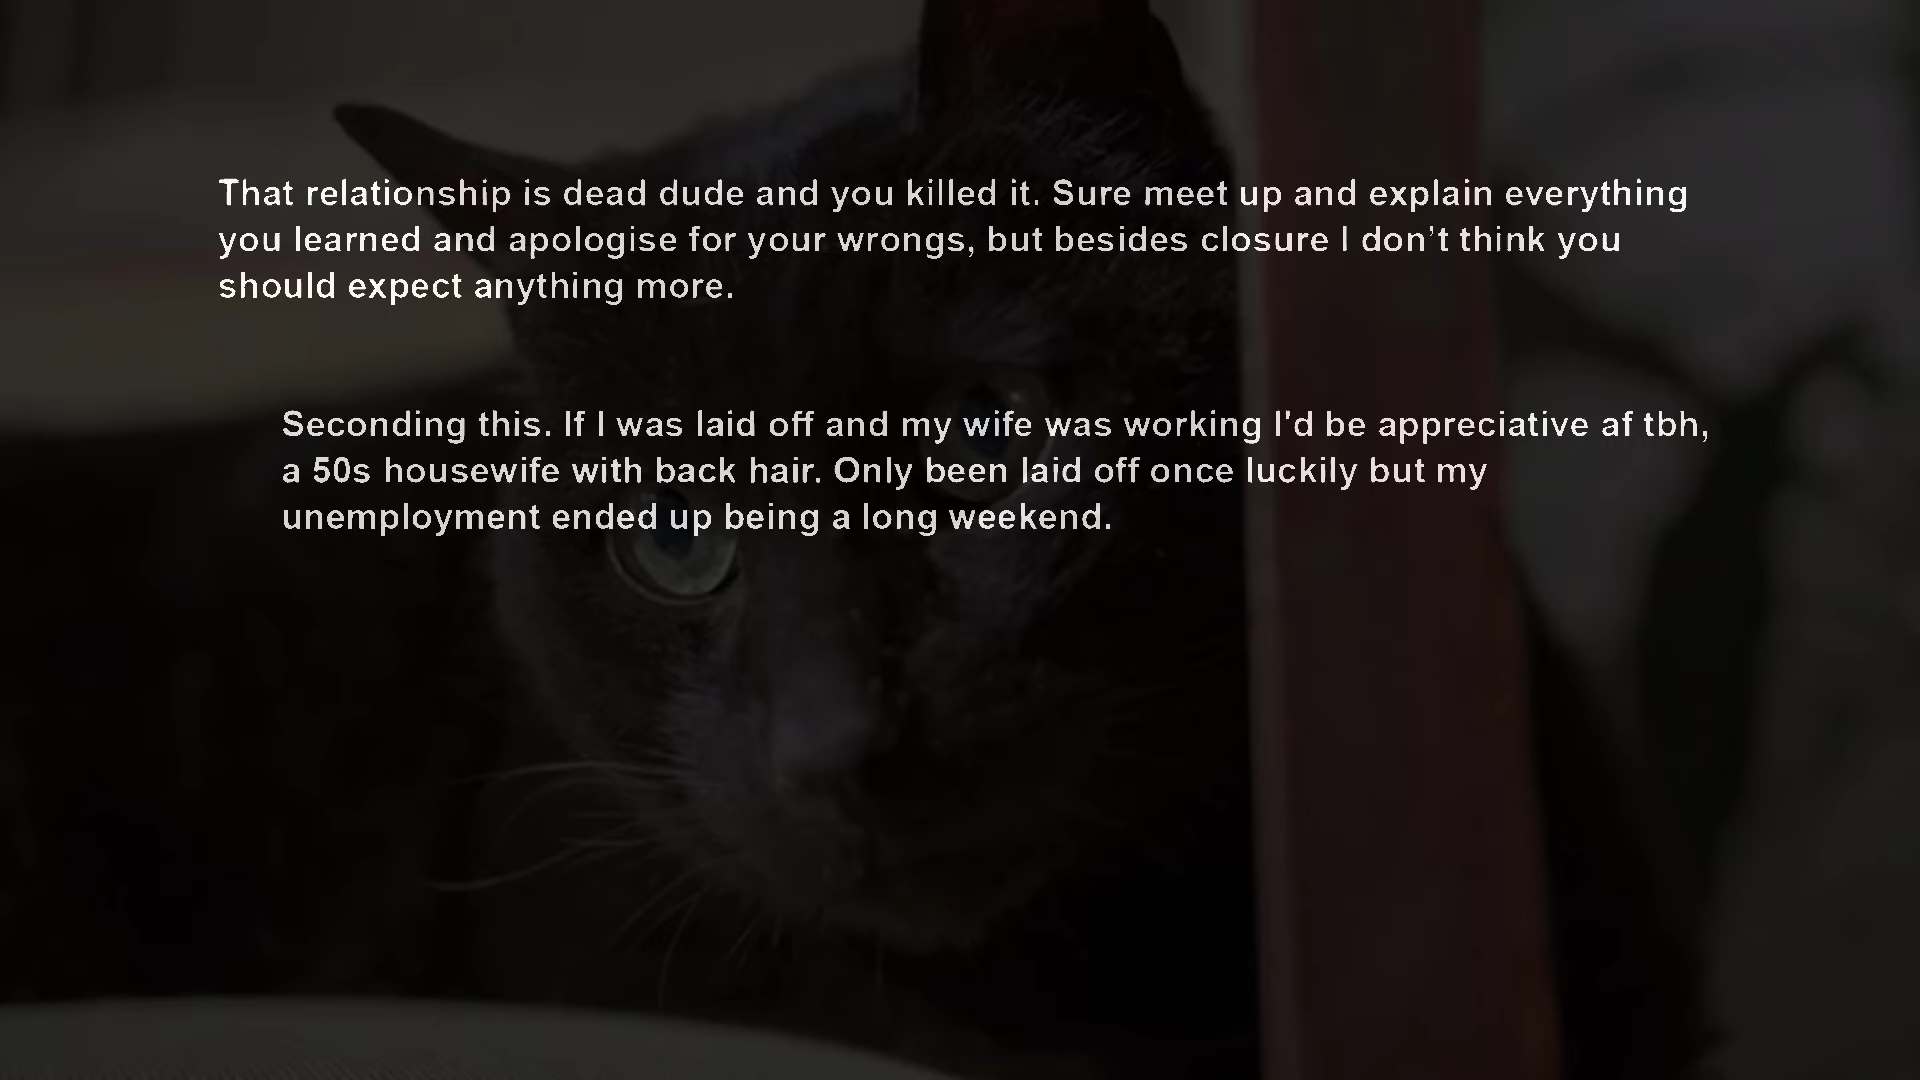 That relationship is dead dude and you killed it. Sure meet up and explain everything
you learned and apologise for your wrongs, but besides closure I don't think you
should expect anything more.
Seconding this. If I was laid off and my wife was working I'd be appreciative af tbh,
a 50s housewife with back hair. Only been laid off once luckily but my
unemployment ended up being a long weekend.